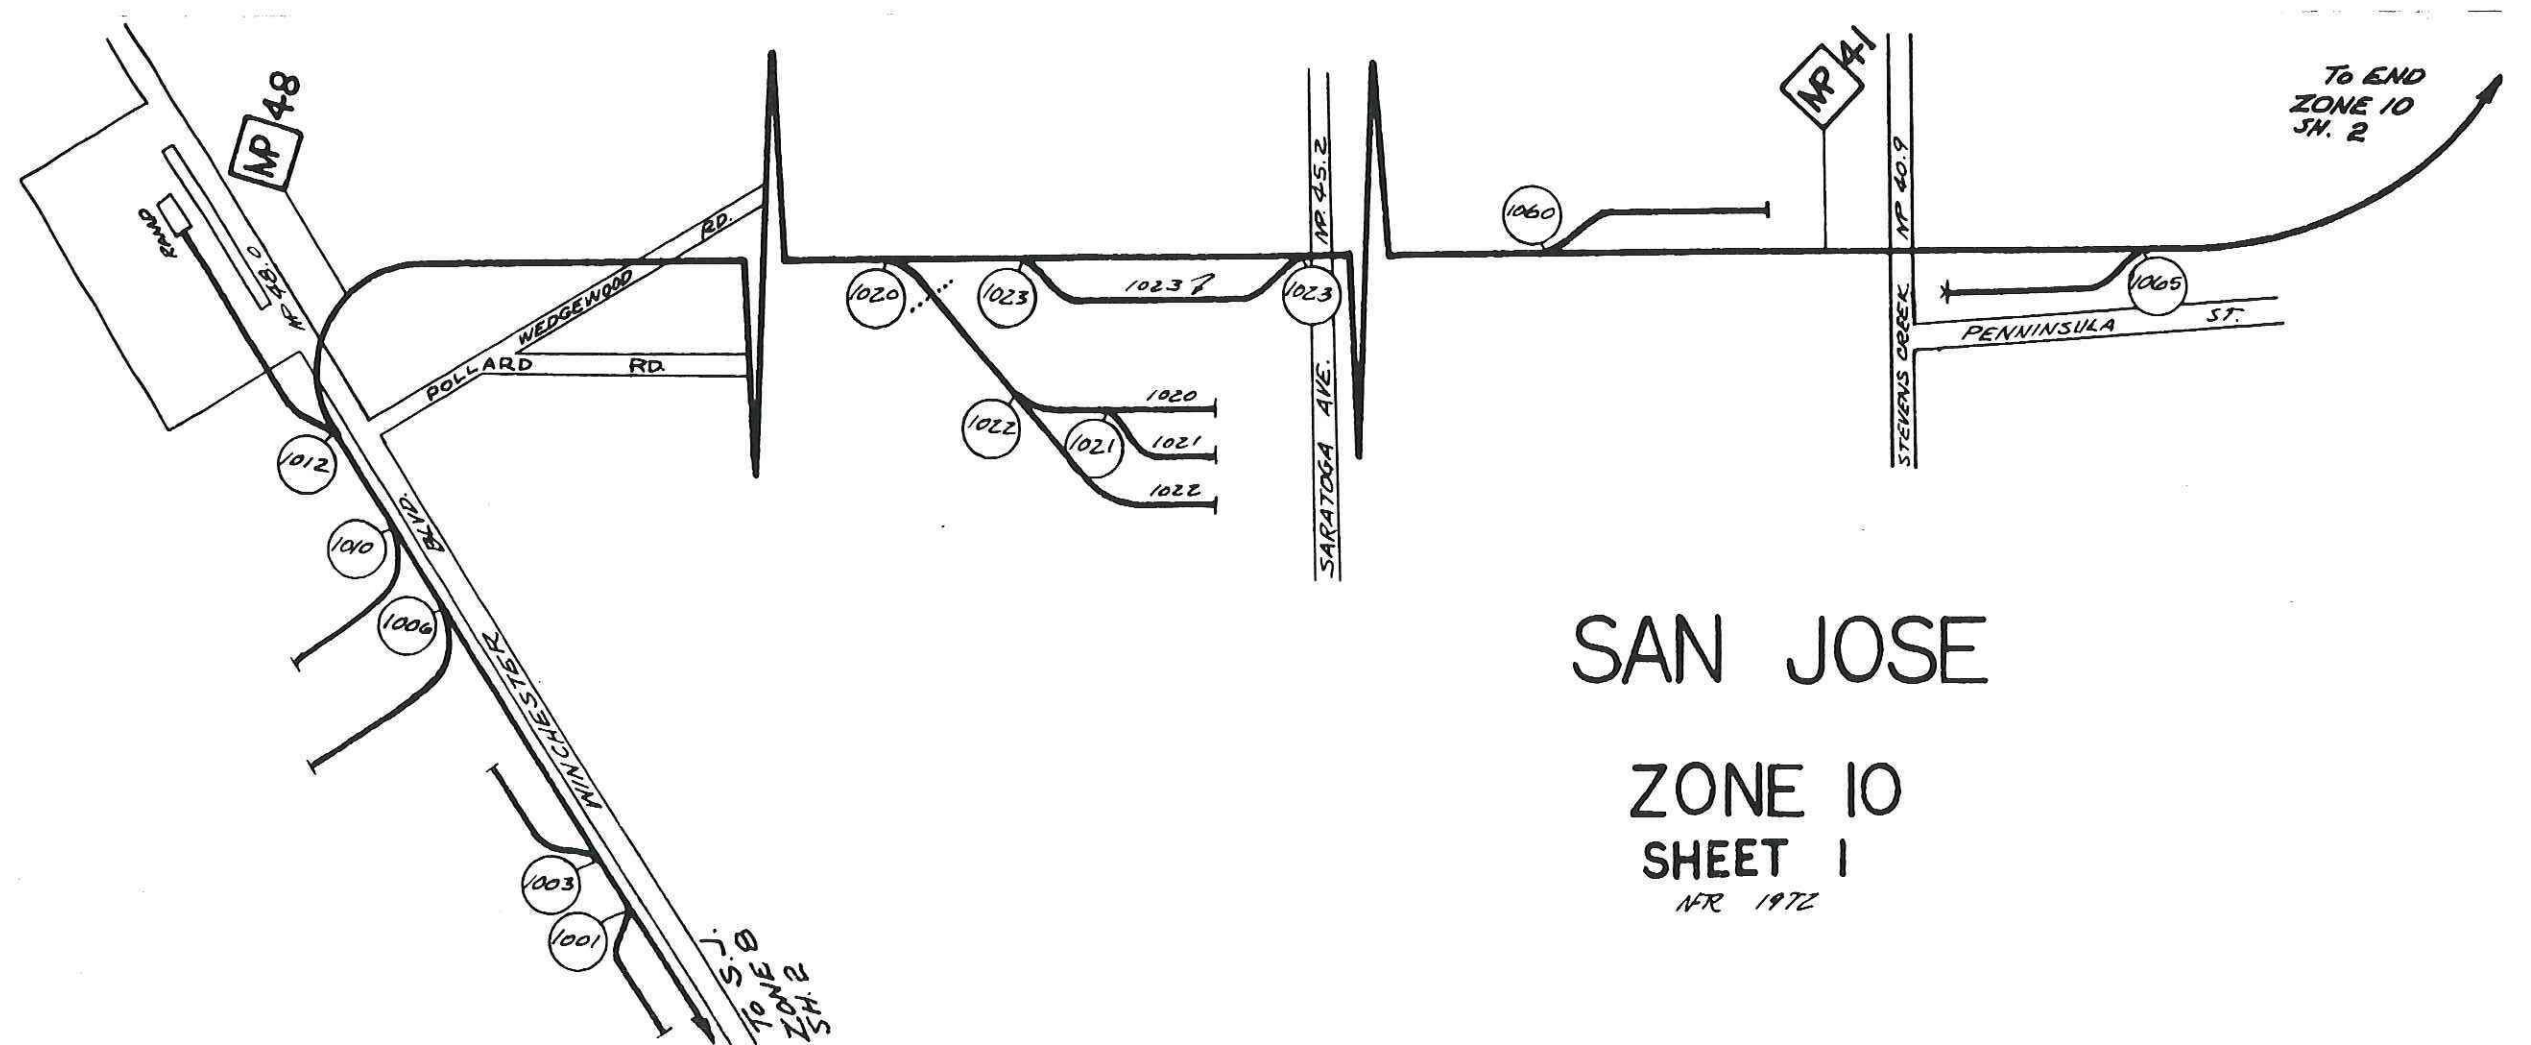 MP 48
MP 48.0
RAMP
WEDGEWOOD RD.
POLLARD RD.
1012
1010
1006
1003
1001
WINCHESTER BLVD.
TO S.J.
ZONE 8
SH. 2
1020
1023
1023
1023
1022
1021
1020
1021
1022
SARATOGA AVE. MP. 45.2
1060
MP 41
STEVENS CREEK MP 40.9
1065
PENNINSULA ST.
TO END
ZONE 10
SH. 2
SAN JOSE
ZONE 10
SHEET 1
1972